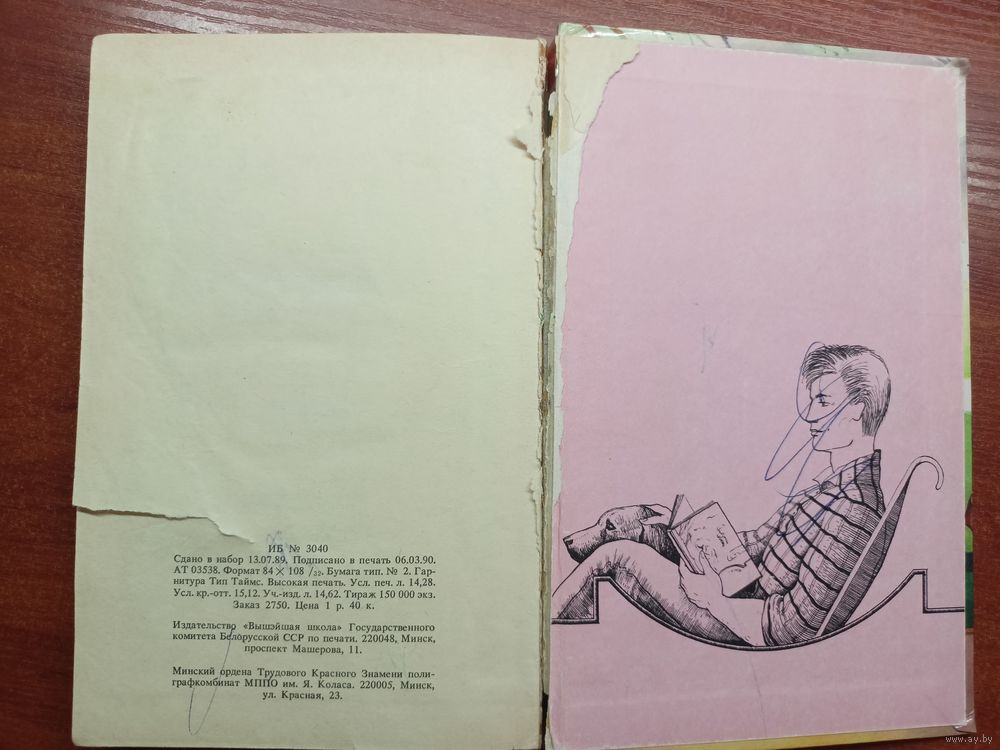 ИБ № 3040
Сдано в набор 13.07.89. Подписано в печать 06.03.90.
АТ 03538. Формат 84 × 108 /32. Бумага тип. № 2. Гар-
нитура Тип Таймс. Высокая печать. Усл. печ. л. 14,28.
Усл. кр.-отт. 15,12. Уч.-изд. л. 14,62. Тираж 150 000 экз.
Заказ 2750. Цена 1 р. 40 к.
Издательство «Вышэйшая школа» Государственного
комитета Белорусской ССР по печати. 220048, Минск,
проспект Машерова, 11.
Минский ордена Трудового Красного Знамени поли-
графкомбинат МППО им. Я. Коласа. 220005, Минск,
ул. Красная, 23.
www.ay.by